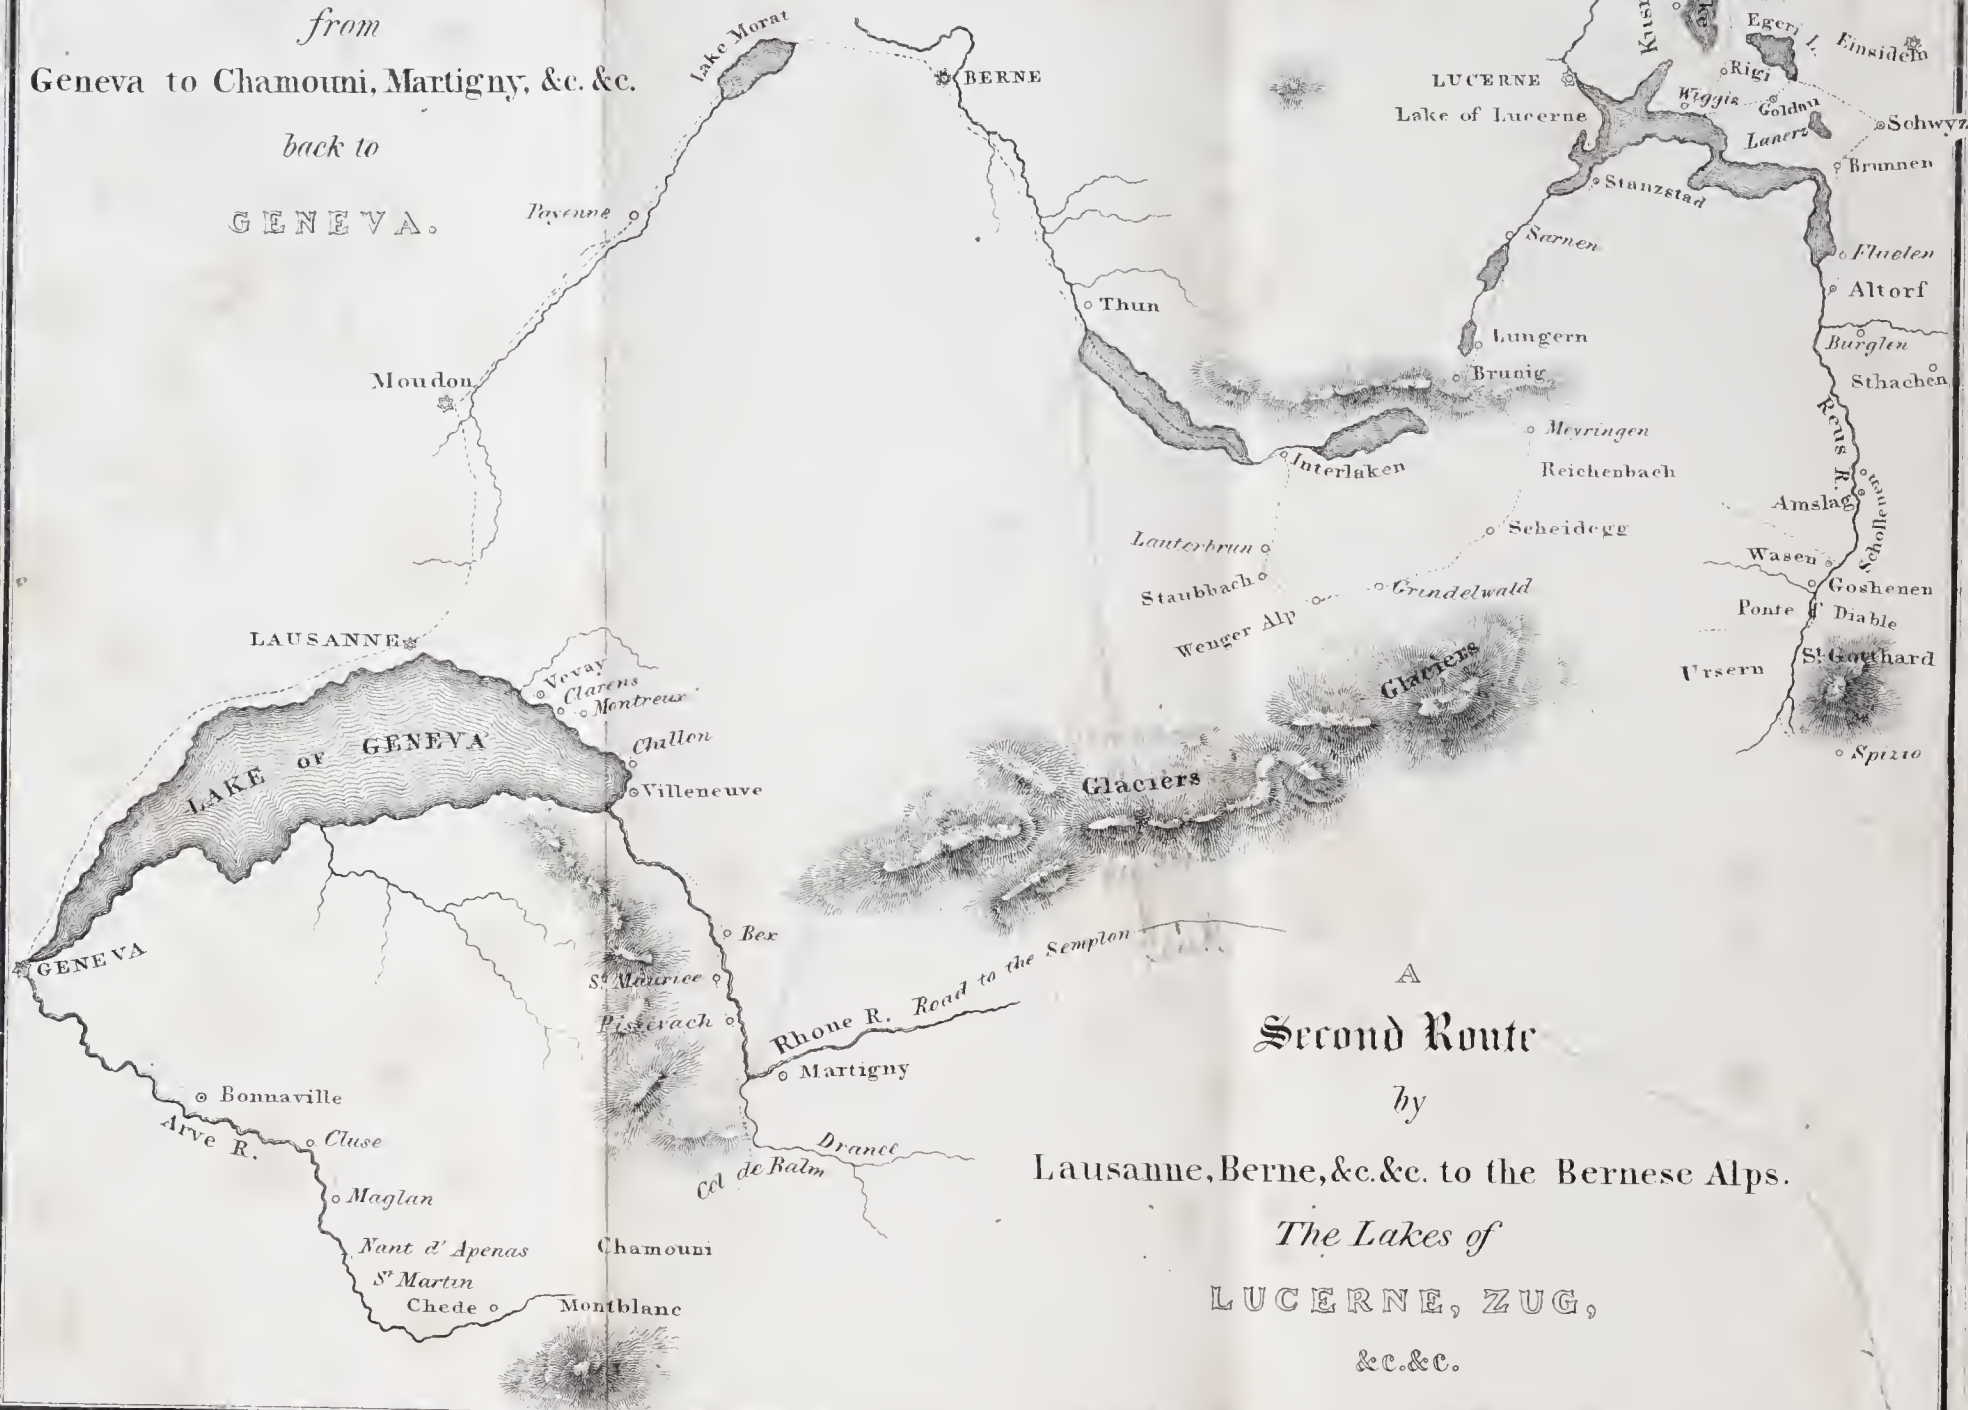 from
Geneva to Chamouni, Martigny, &c. &c.
back to
GENEVA.
Lake Morat
BERNE
Payenne
Moudon
LAUSANNE
Vevay
Clarens
Montreux
Chillon
Villeneuve
LAKE OF GENEVA
GENEVA
Bex
St. Maurice
Pissevach
Rhone R.
Road to the Semplon
Martigny
Drance
Col de Balm
Bonnaville
Arve R.
Cluse
Maglan
Nant d' Apenas
St Martin
Chede
Chamouni
Montblanc
Thun
Interlaken
Lauterbrun
Staubbach
Wenger Alp
Grindelwald
Scheidegg
Reichenbach
Meyringen
Brunig
Lungern
Sarnen
Stanzstad
LUCERNE
Lake of Lucerne
Egeri L.
Einsideln
Rigi
Wiggis
Goldau
Lanerz
Schwyz
Brunnen
Fluelen
Altorf
Burglen
Sthachen
Reus R.
Amslag
Schollenen
Wasen
Goshenen
Ponte d' Diable
Ursern
St. Gotthard
Spizio
Glaciers
Glaciers
A
Second Route
by
Lausanne, Berne, &c. &c. to the Bernese Alps.
The Lakes of
LUCERNE, ZUG,
&c. &c.